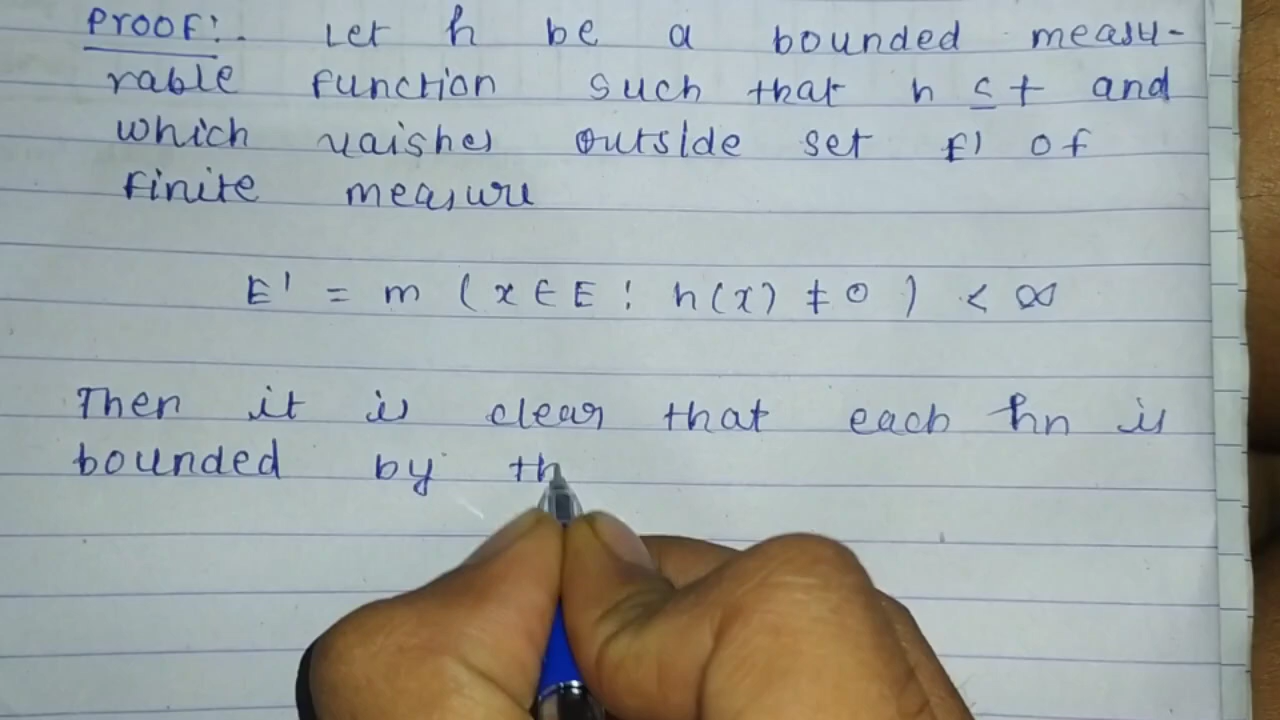 PROOF:- Let h be a bounded measu-
rable function such that h ≤ f and
which vaishes outside set E' of
finite measure
E' = m ( x ∈ E : h(x) ≠ 0 ) < ∞
Then it is clear that each hn is
bounded by th